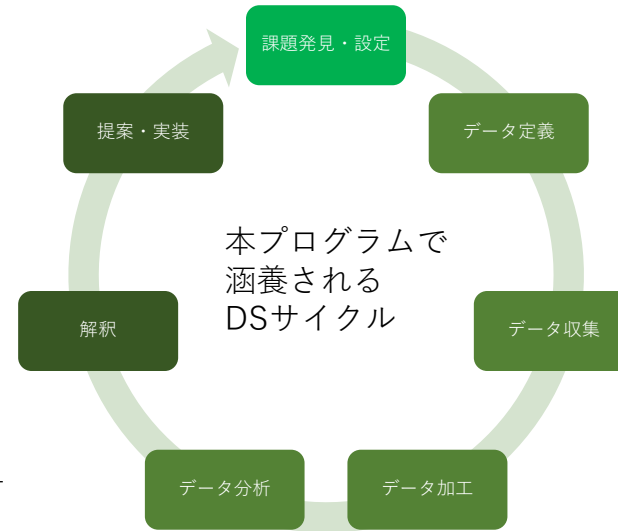 課題発見・設定
データ定義
データ収集
データ加工
データ分析
解釈
提案・実装
本プログラムで
涵養される
DSサイクル